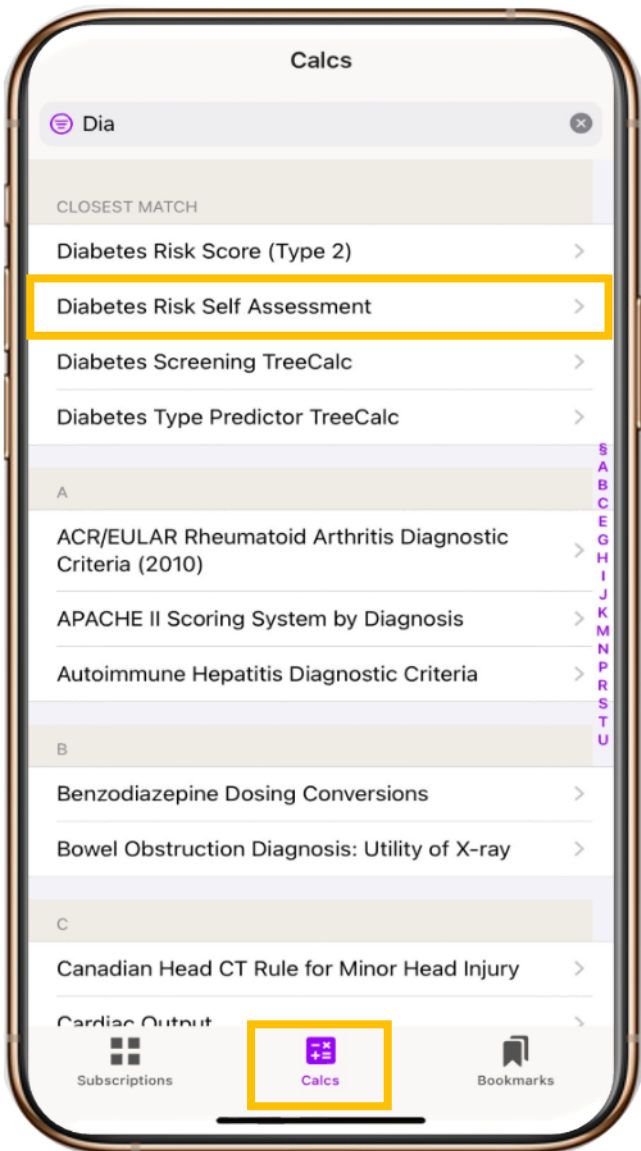 Calcs
Dia
CLOSEST MATCH
Diabetes Risk Score (Type 2)
Diabetes Risk Self Assessment
Diabetes Screening TreeCalc
Diabetes Type Predictor TreeCalc
A
ACR/EULAR Rheumatoid Arthritis Diagnostic
Criteria (2010)
APACHE II Scoring System by Diagnosis
Autoimmune Hepatitis Diagnostic Criteria
B
Benzodiazepine Dosing Conversions
Bowel Obstruction Diagnosis: Utility of X-ray
C
Canadian Head CT Rule for Minor Head Injury
Cardiac Output
§
A
B
C
E
G
H
I
J
K
M
N
P
R
S
T
U
Subscriptions
Calcs
Bookmarks